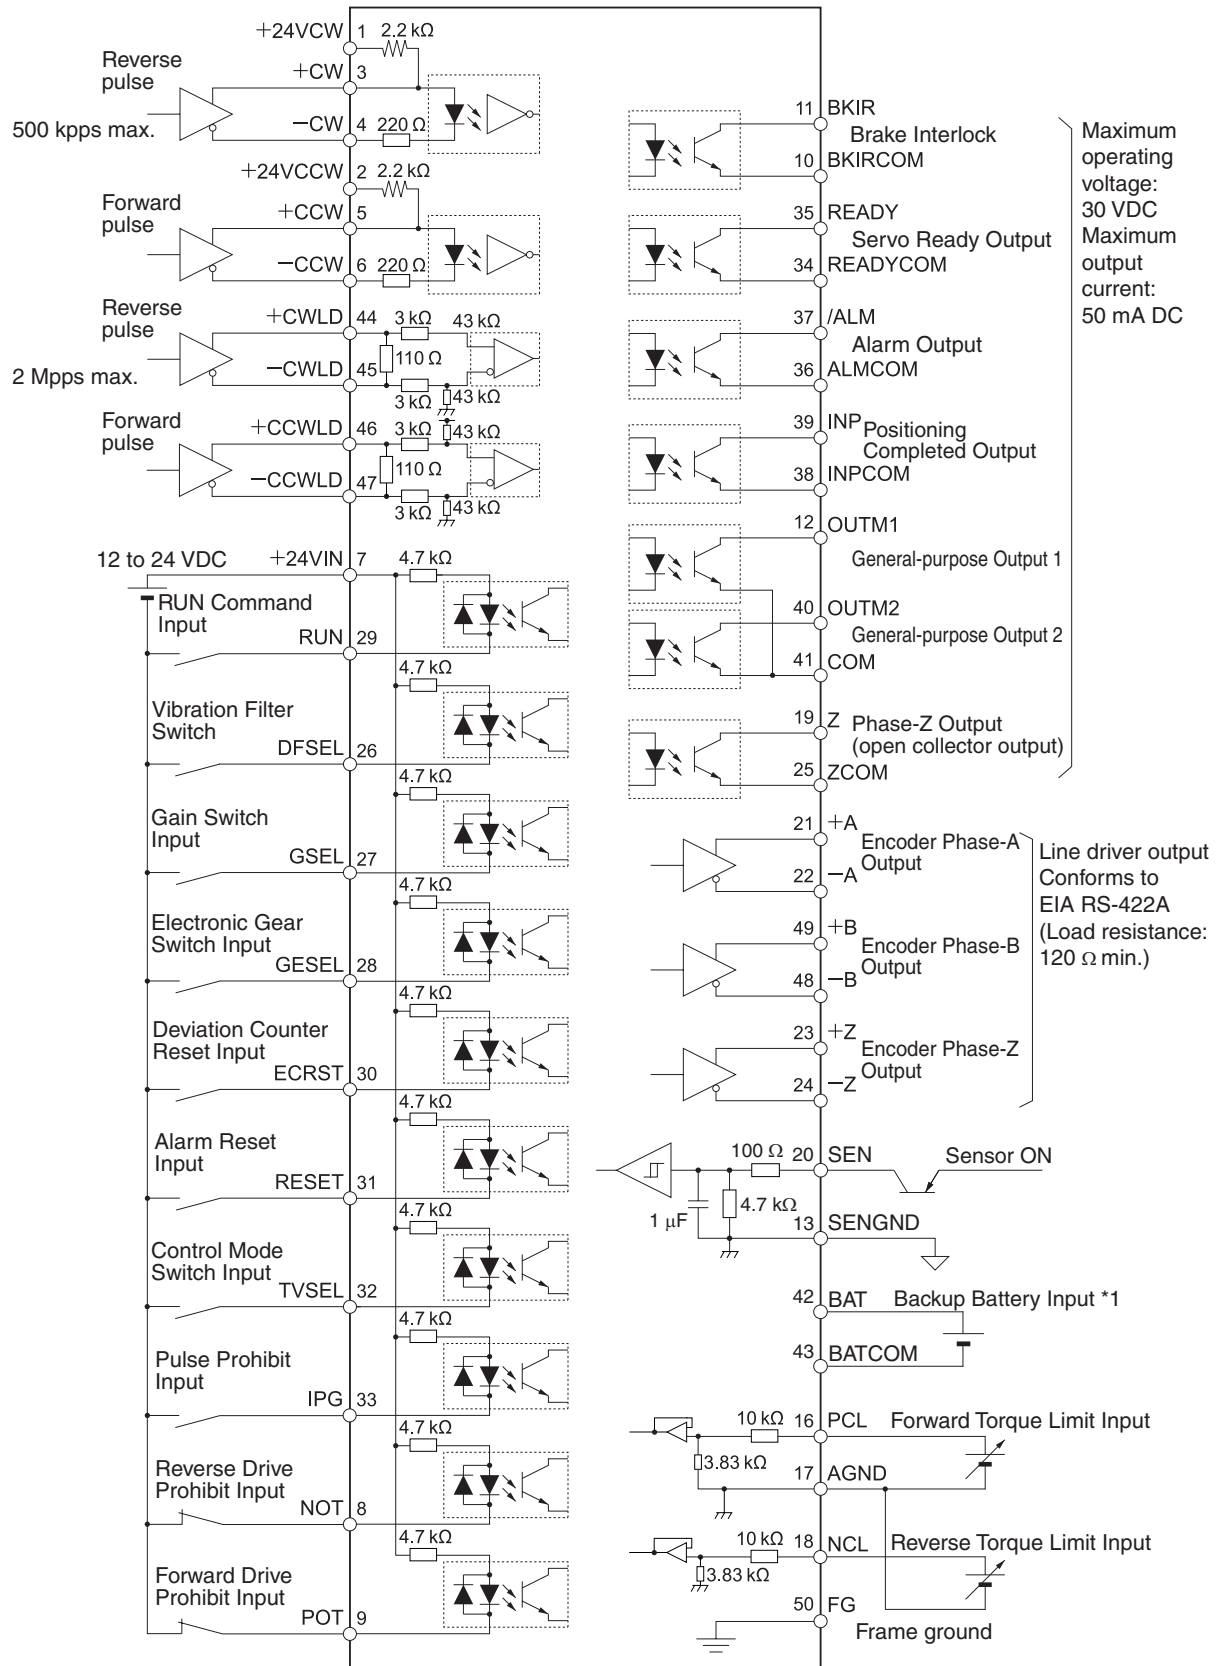 +24VCW 1 2.2 kΩ
Reverse
pulse
+CW 3
500 kpps max.
−CW 4 220 Ω
+24VCCW 2 2.2 kΩ
Forward
pulse
+CCW 5
−CCW 6 220 Ω
Reverse
pulse
+CWLD 44 3 kΩ 43 kΩ
110 Ω
2 Mpps max.
−CWLD 45
3 kΩ 43 kΩ
Forward
pulse
+CCWLD 46 3 kΩ 43 kΩ
110 Ω
−CCWLD 47
3 kΩ 43 kΩ
12 to 24 VDC
+24VIN 7 4.7 kΩ
RUN Command
Input
RUN 29
4.7 kΩ
Vibration Filter
Switch
DFSEL 26
4.7 kΩ
Gain Switch
Input
GSEL 27
4.7 kΩ
Electronic Gear
Switch Input
GESEL 28
4.7 kΩ
Deviation Counter
Reset Input
ECRST 30
4.7 kΩ
Alarm Reset
Input
RESET 31
4.7 kΩ
Control Mode
Switch Input
TVSEL 32
4.7 kΩ
Pulse Prohibit
Input
IPG 33
4.7 kΩ
Reverse Drive
Prohibit Input
NOT 8
4.7 kΩ
Forward Drive
Prohibit Input
POT 9
11 BKIR
Brake Interlock
10 BKIRCOM
35 READY
Servo Ready Output
34 READYCOM
37 /ALM
Alarm Output
36 ALMCOM
39 INP
Positioning
Completed Output
38 INPCOM
12 OUTM1
General-purpose Output 1
40 OUTM2
General-purpose Output 2
41 COM
19 Z Phase-Z Output
(open collector output)
25 ZCOM
Maximum
operating
voltage:
30 VDC
Maximum
output
current:
50 mA DC
21 +A
Encoder Phase-A
Output
22 −A
49 +B
Encoder Phase-B
Output
48 −B
23 +Z
Encoder Phase-Z
Output
24 −Z
Line driver output
Conforms to
EIA RS-422A
(Load resistance:
120 Ω min.)
100 Ω 20 SEN Sensor ON
4.7 kΩ
1 μF
13 SENGND
42 BAT Backup Battery Input *1
43 BATCOM
10 kΩ 16 PCL Forward Torque Limit Input
3.83 kΩ
17 AGND
10 kΩ 18 NCL Reverse Torque Limit Input
3.83 kΩ
50 FG
Frame ground